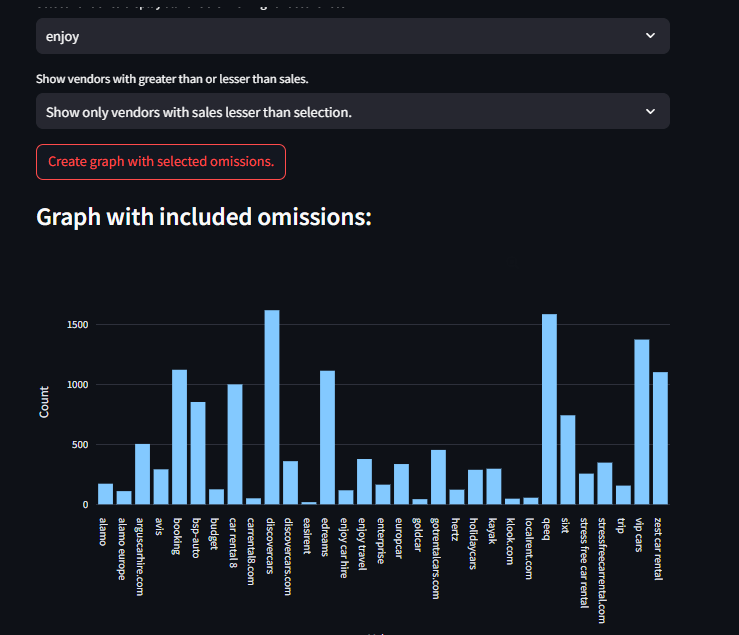 enjoy
Show vendors with greater than or lesser than sales.
Show only vendors with sales lesser than selection.
Create graph with selected omissions.
Graph with included omissions:
1500
1000
500
0
Count
alamo
alamo europe
arguscarhire.com
avis
booking
bsp-auto
budget
car rental 8
carrental8.com
discovercars
discovercars.com
easirent
edreams
enjoy car hire
enjoy travel
enterprise
europcar
goldcar
gotrentalcars.com
hertz
holidaycars
kayak
klook.com
localrent.com
qeeq
sixt
stress free car rental
stressfreecarrental.com
trip
vip cars
zest car rental